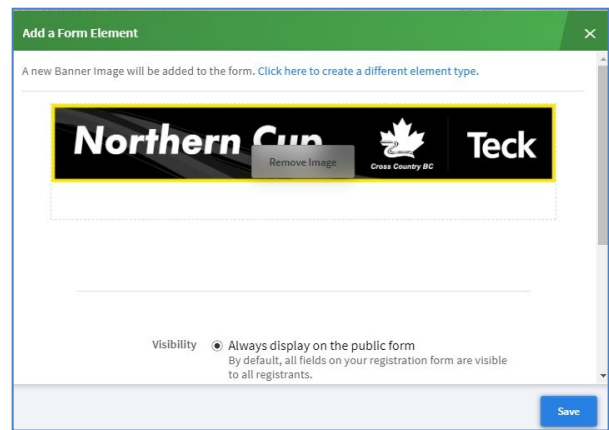 Add a Form Element
×
A new Banner Image will be added to the form. Click here to create a different element type.
Northern Cup
Remove Image
Cross Country BC
Teck
Visibility
Always display on the public form
By default, all fields on your registration form are visible
to all registrants.
Save